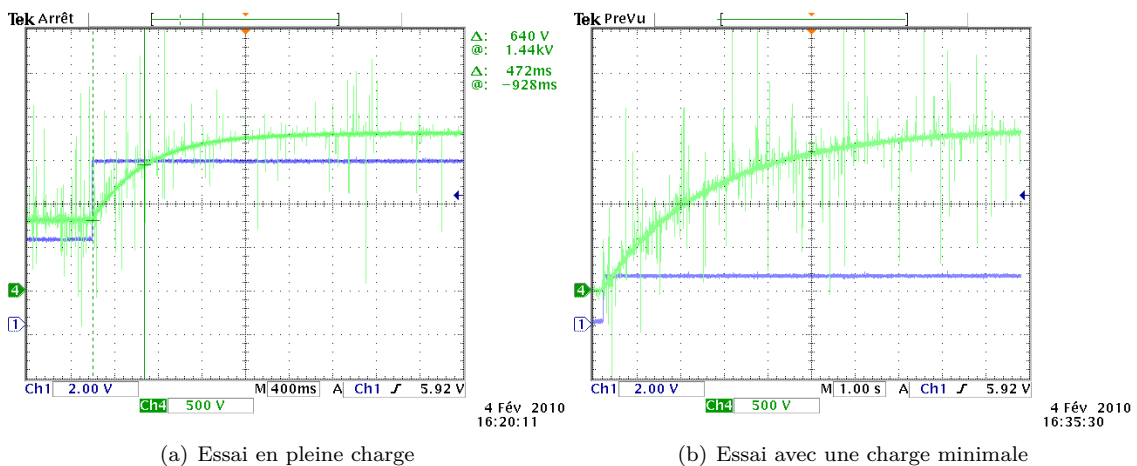 Tek Arrêt
Δ: 640 V
@: 1.44kV
Δ: 472ms
@: −928ms
4
1
Ch1 2.00 V M 400ms A Ch1 5.92 V
Ch4 500 V
4 Fév 2010
16:20:11
(a) Essai en pleine charge
Tek PreVu
4
1
Ch1 2.00 V M 1.00 s A Ch1 5.92 V
Ch4 500 V
4 Fév 2010
16:35:30
(b) Essai avec une charge minimale